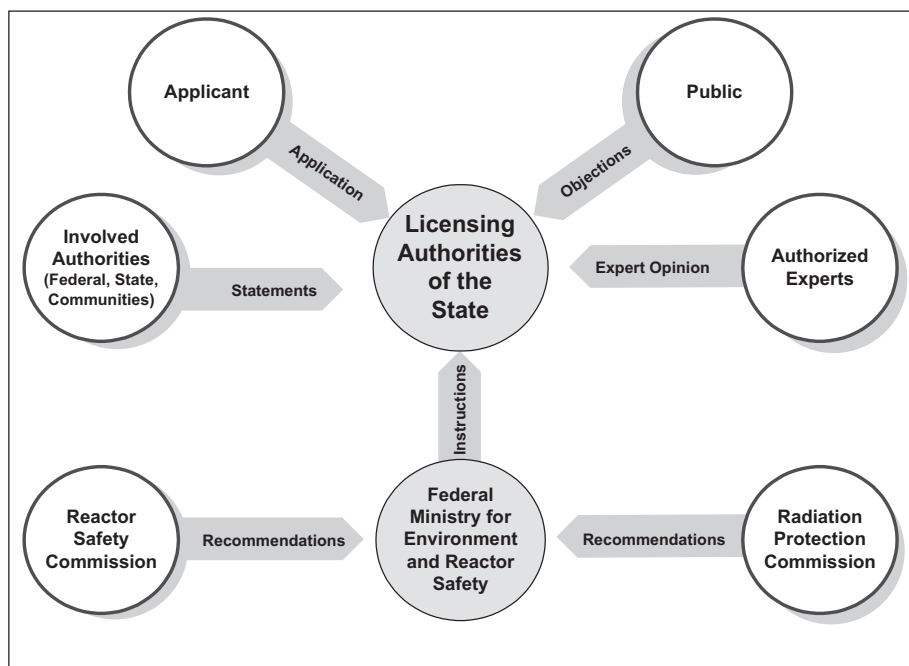 Applicant
Public
Application
Objections
Involved
Authorities
(Federal, State,
Communities)
Statements
Licensing
Authorities
of the
State
Expert Opinion
Authorized
Experts
Instructions
Reactor
Safety
Commission
Recommendations
Federal
Ministry for
Environment
and Reactor
Safety
Recommendations
Radiation
Protection
Commission